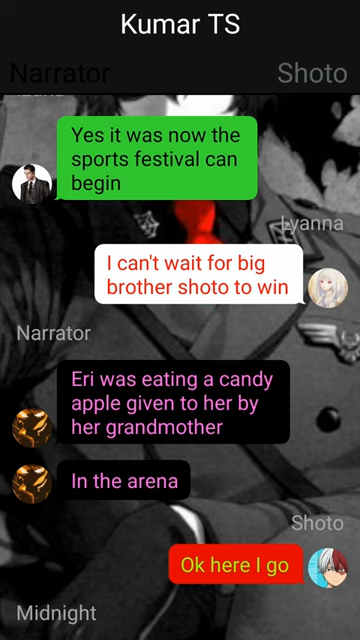 Kumar TS
Narrator
Shoto
Yes it was now the
sports festival can
begin
Lyanna
I can't wait for big
brother shoto to win
Narrator
Eri was eating a candy
apple given to her by
her grandmother
In the arena
Shoto
Ok here I go
Midnight